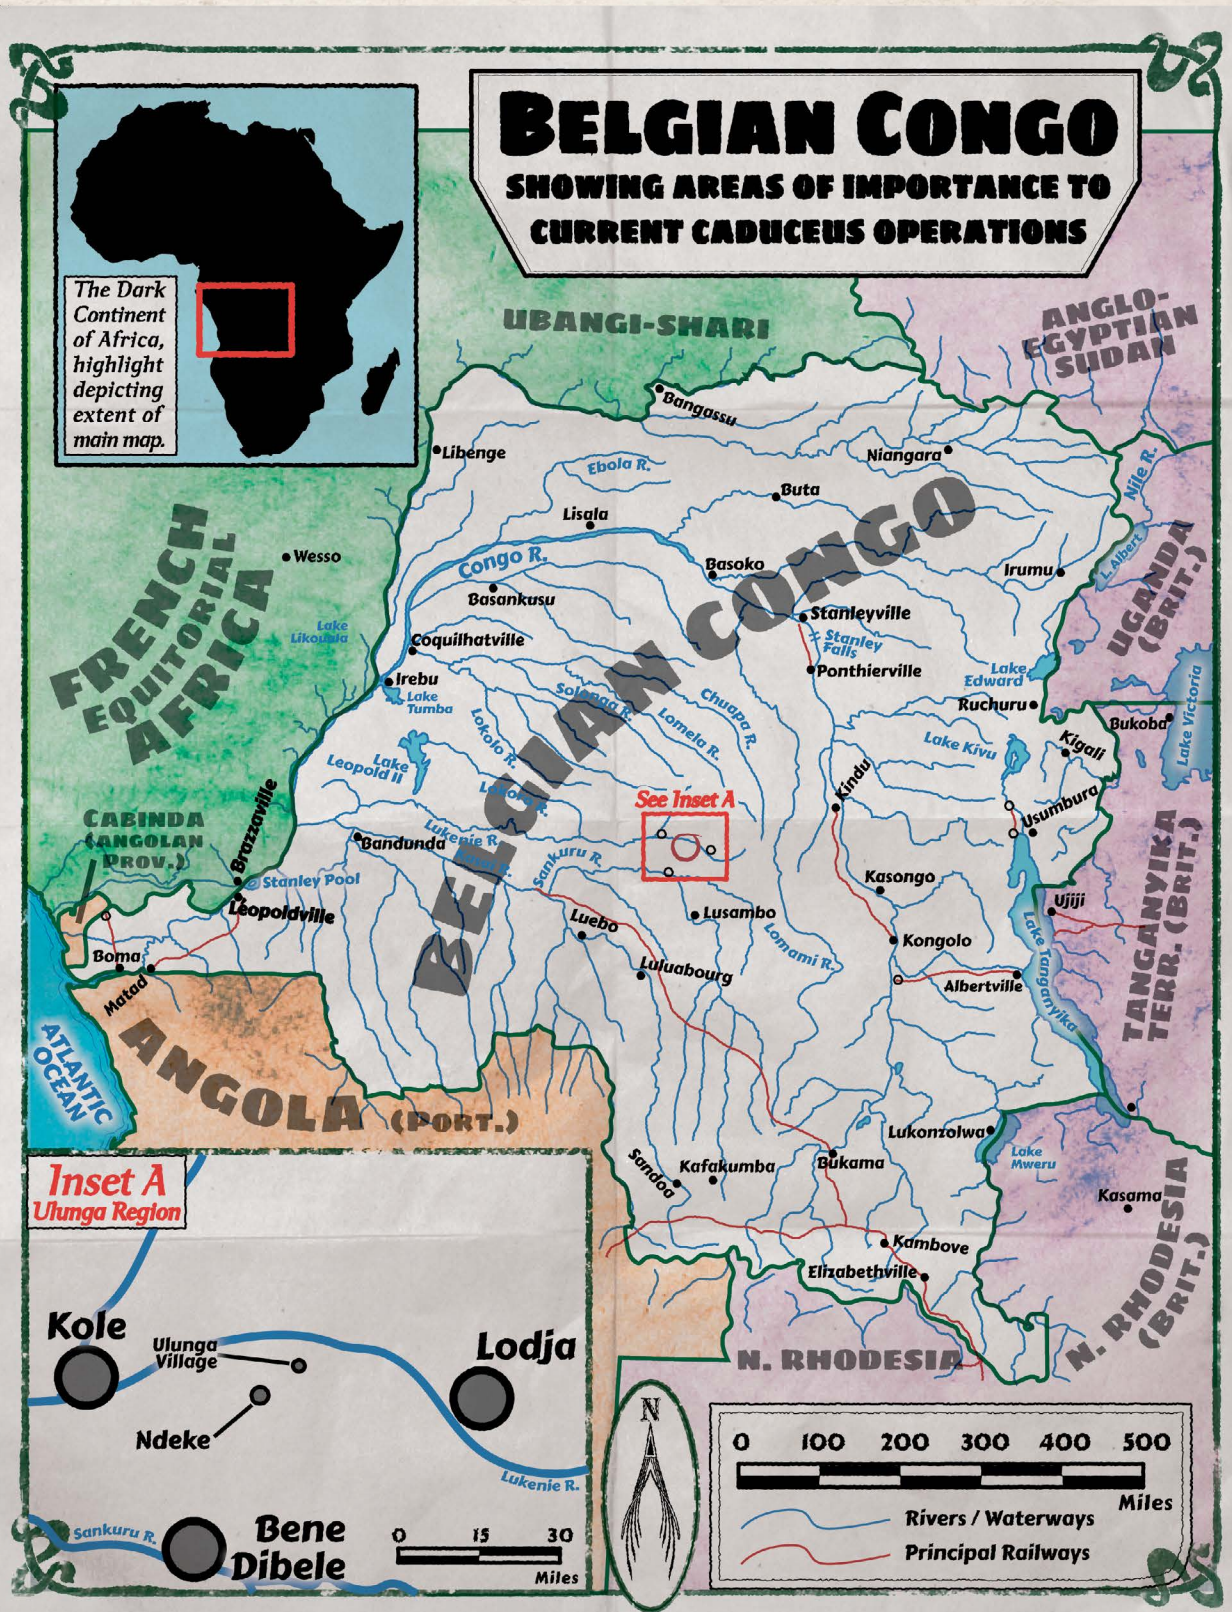 BELGIAN CONGO
SHOWING AREAS OF IMPORTANCE TO
CURRENT CADUCEUS OPERATIONS
The Dark
Continent
of Africa,
highlight
depicting
extent of
main map.
UBANGI-SHARI
ANGLO-
EGYPTIAN
SUDAN
Bangassu
Libenge
Niangara
Ebola R.
Nile R.
Buta
Lisala
FRENCH
EQUITORIAL
AFRICA
Wesso
Congo R.
Basoko
Irumu
L. Albert
UGANDA
(BRIT.)
Basankusu
Stanleyville
Lake
Likouala
Coquilhatville
Stanley
Falls
Irebu
Ponthierville
Lake
Edward
Lake
Tumba
Solonga R.
Chuapa R.
Ruchuru
Lake Victoria
Bukoba
Lokolo R.
Lomela R.
Lake Kivu
Kigali
Lake
Leopold II
BELGIAN CONGO
Lukora R.
See Inset A
Kindu
Usumbura
CABINDA
(ANGOLAN
PROV.)
Brazzaville
Bandunda
Lukenie R.
Sankuru R.
Stanley Pool
Leopoldville
Kasongo
Ujiji
TANGANYIKA
TERR. (BRIT.)
Luebo
Lusambo
Lomami R.
Kongolo
Lake Tanganyika
Boma
Matad
Luluabourg
Albertville
ATLANTIC
OCEAN
ANGOLA (PORT.)
Lukonzolwa
Lake
Mweru
Sandoa
Kafakumba
Bukama
Kasama
Kambove
Elizabethville
N. RHODESIA
(BRIT.)
N. RHODESIA
Inset A
Ulunga Region
Kole
Ulunga
Village
Lodja
Ndeke
Lukenie R.
Sankuru R.
Bene
Dibele
0 15 30
Miles
N
0 100 200 300 400 500
Miles
Rivers / Waterways
Principal Railways